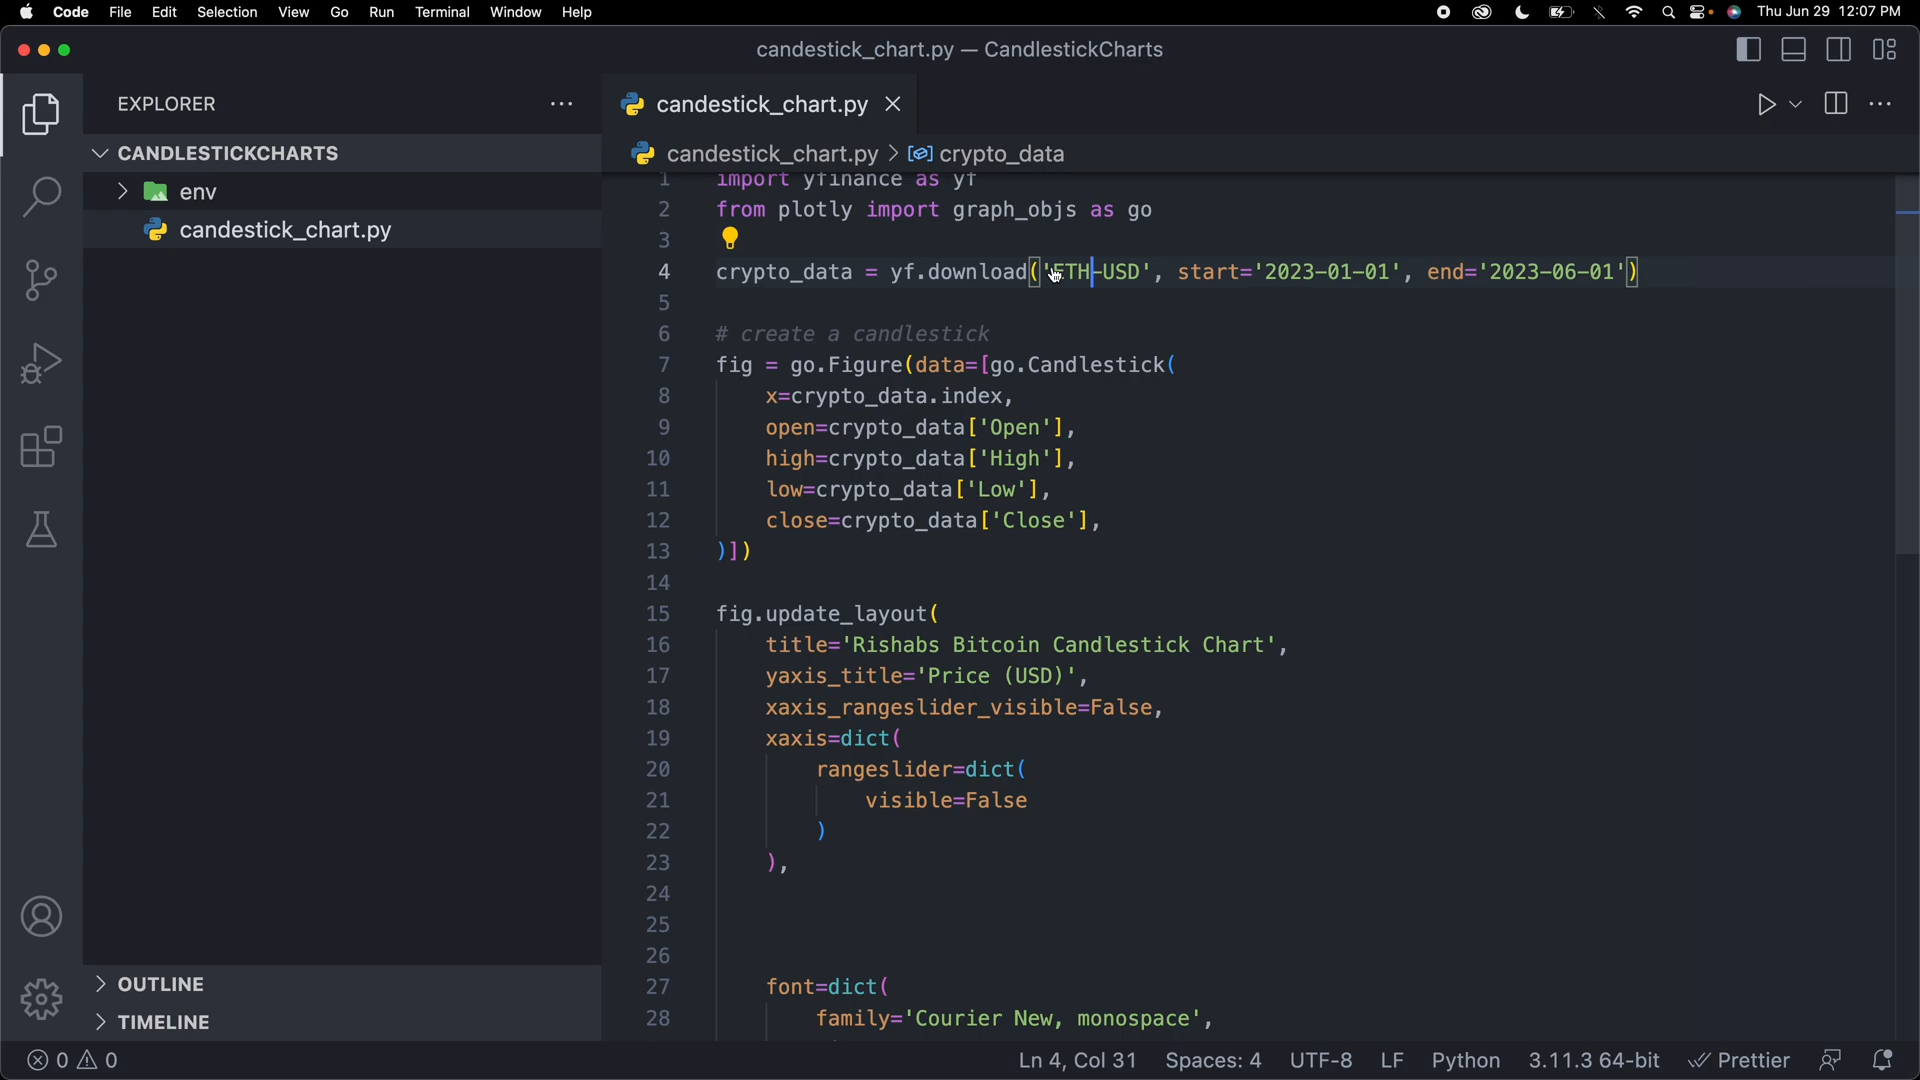 Code File Edit Selection View Go Run Terminal Window Help Thu Jun 29 12:07 PM
candestick_chart.py — CandlestickCharts
EXPLORER
candestick_chart.py
CANDLESTICKCHARTS
candestick_chart.py > crypto_data
env
candestick_chart.py
1 import yfinance as yf
2 from plotly import graph_objs as go
3
4 crypto_data = yf.download('ETH-USD', start='2023-01-01', end='2023-06-01')
5
6 # create a candlestick
7 fig = go.Figure(data=[go.Candlestick(
8 x=crypto_data.index,
9 open=crypto_data['Open'],
10 high=crypto_data['High'],
11 low=crypto_data['Low'],
12 close=crypto_data['Close'],
13 )])
14
15 fig.update_layout(
16 title='Rishabs Bitcoin Candlestick Chart',
17 yaxis_title='Price (USD)',
18 xaxis_rangeslider_visible=False,
19 xaxis=dict(
20 rangeslider=dict(
21 visible=False
22 )
23 ),
24
25
26
27 font=dict(
28 family='Courier New, monospace',
OUTLINE
TIMELINE
0 0 Ln 4, Col 31 Spaces: 4 UTF-8 LF Python 3.11.3 64-bit Prettier